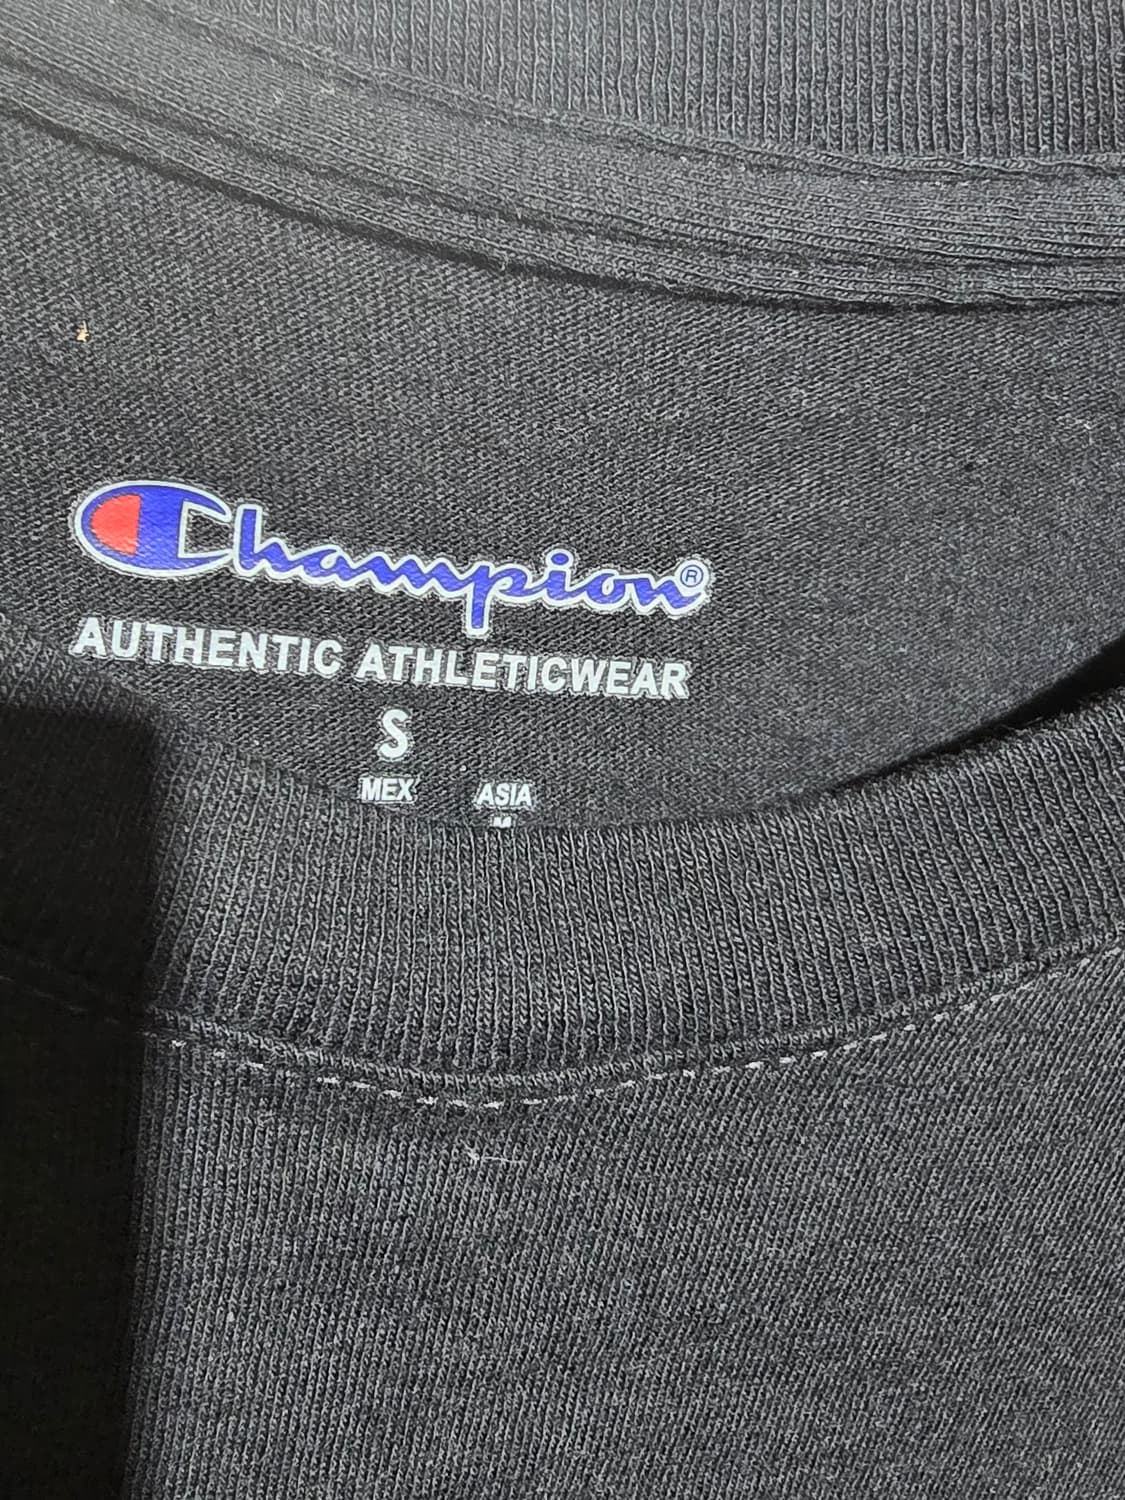 Champion®
AUTHENTIC ATHLETICWEAR
S
MEX ASIA